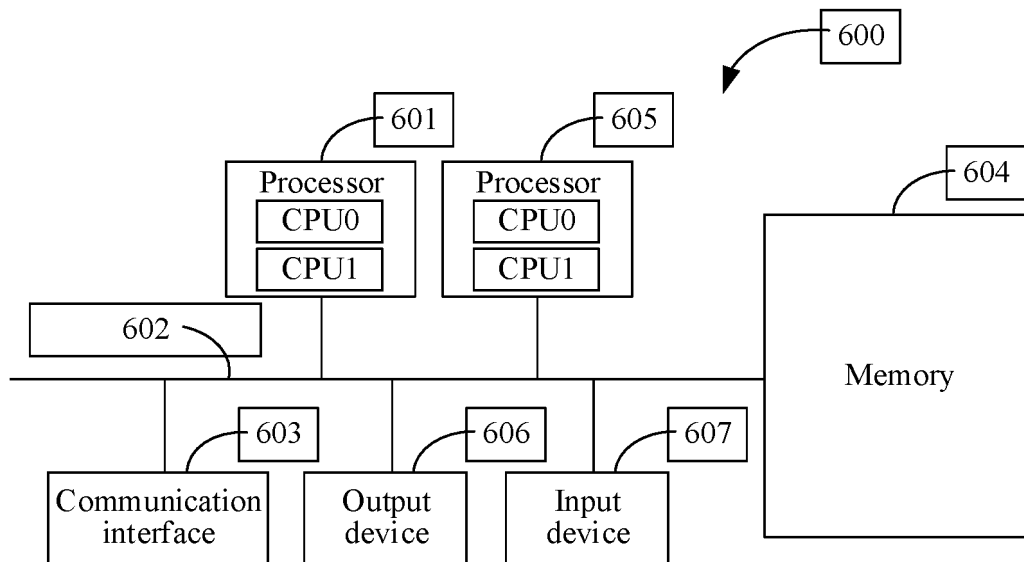 600
601
605
604
Processor
CPU0
CPU1
Processor
CPU0
CPU1
602
Memory
603
606
607
Communication
interface
Output
device
Input
device